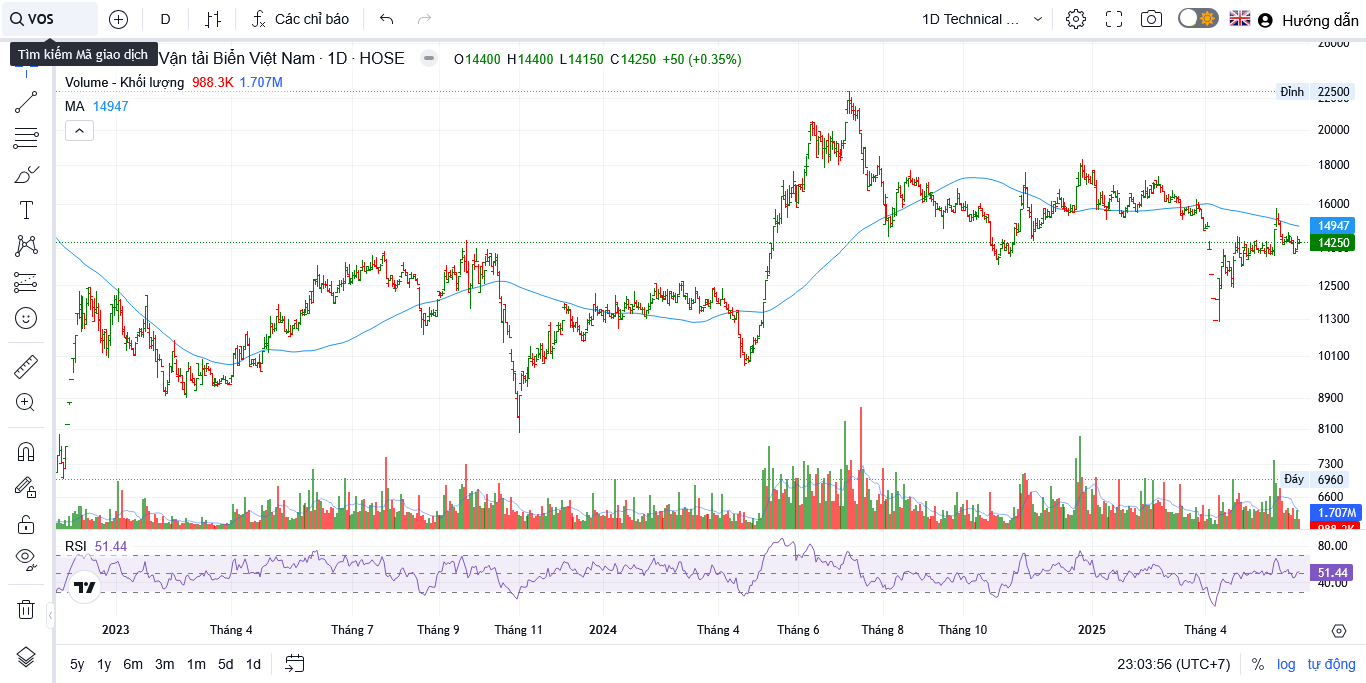 VOS
D
Các chỉ báo
1D Technical ...
Hướng dẫn
Tìm kiếm Mã giao dịch
Vận tải Biển Việt Nam · 1D · HOSE
O14400 H14400 L14150 C14250 +50 (+0.35%)
Volume - Khối lượng 988.3K 1.707M
MA 14947
26000
Đỉnh 22500
20000
18000
16000
14947
14250
12500
11300
10100
8900
8100
7300
Đáy 6960
6600
1.707M
988.3K
RSI 51.44
80.00
51.44
40.00
2023 Tháng 4 Tháng 7 Tháng 9 Tháng 11 2024 Tháng 4 Tháng 6 Tháng 8 Tháng 10 2025 Tháng 4
5y 1y 6m 3m 1m 5d 1d
23:03:56 (UTC+7) % log tự động